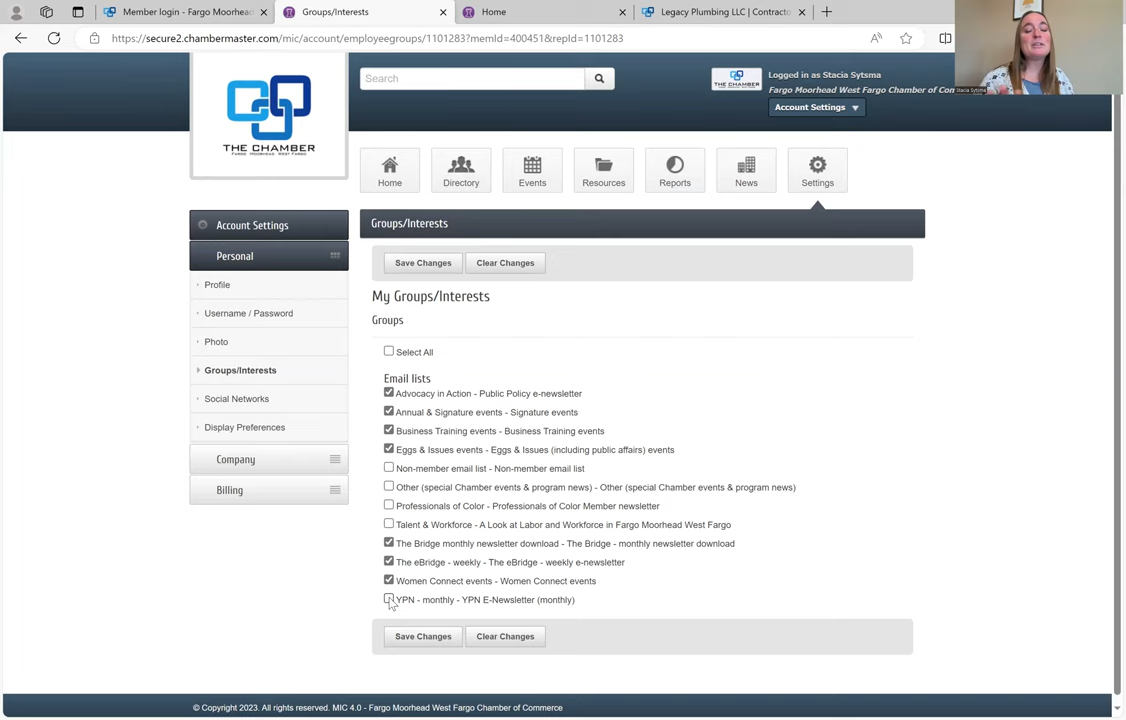 Member login - Fargo Moorhead
Groups/Interests
Home
Legacy Plumbing LLC | Contracto
https://secure2.chambermaster.com/mic/account/employeegroups/1101283?memId=400451&repId=1101283
Stacia Sytsma
THE CHAMBER
FARGO MOORHEAD WEST FARGO
Search
THE CHAMBER
Logged in as Stacia Sytsma
Fargo Moorhead West Fargo Chamber of Com
Account Settings
Home
Directory
Events
Resources
Reports
News
Settings
Account Settings
Personal
Profile
Username / Password
Photo
Groups/Interests
Social Networks
Display Preferences
Company
Billing
Groups/Interests
Save Changes
Clear Changes
My Groups/Interests
Groups
Select All
Email lists
Advocacy in Action - Public Policy e-newsletter
Annual & Signature events - Signature events
Business Training events - Business Training events
Eggs & Issues events - Eggs & Issues (including public affairs) events
Non-member email list - Non-member email list
Other (special Chamber events & program news) - Other (special Chamber events & program news)
Professionals of Color - Professionals of Color Member newsletter
Talent & Workforce - A Look at Labor and Workforce in Fargo Moorhead West Fargo
The Bridge monthly newsletter download - The Bridge - monthly newsletter download
The eBridge - weekly - The eBridge - weekly e-newsletter
Women Connect events - Women Connect events
YPN - monthly - YPN E-Newsletter (monthly)
Save Changes
Clear Changes
© Copyright 2023. All rights reserved. MIC 4.0 - Fargo Moorhead West Fargo Chamber of Commerce